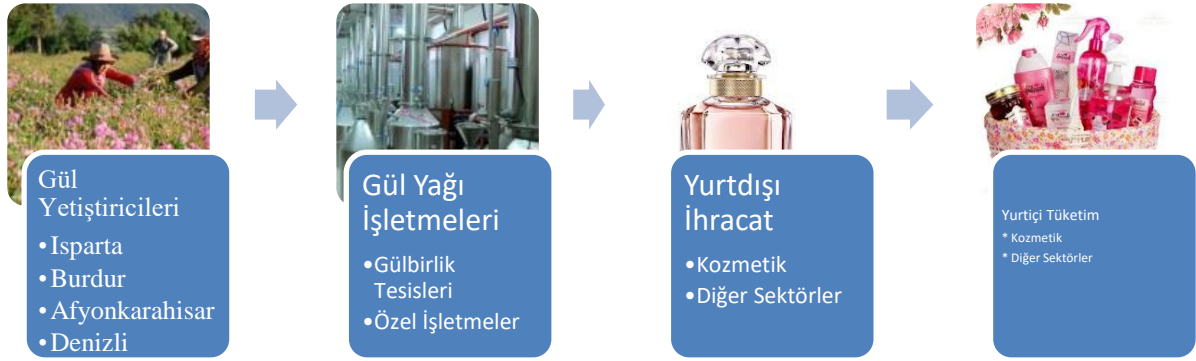 Gül
Yetiştiricileri
•Isparta
•Burdur
•Afyonkarahisar
•Denizli
Gül Yağı
İşletmeleri
•Gülbirlik
Tesisleri
•Özel İşletmeler
Yurtdışı
İhracat
•Kozmetik
•Diğer Sektörler
Yurtiçi Tüketim
* Kozmetik
* Diğer Sektörler